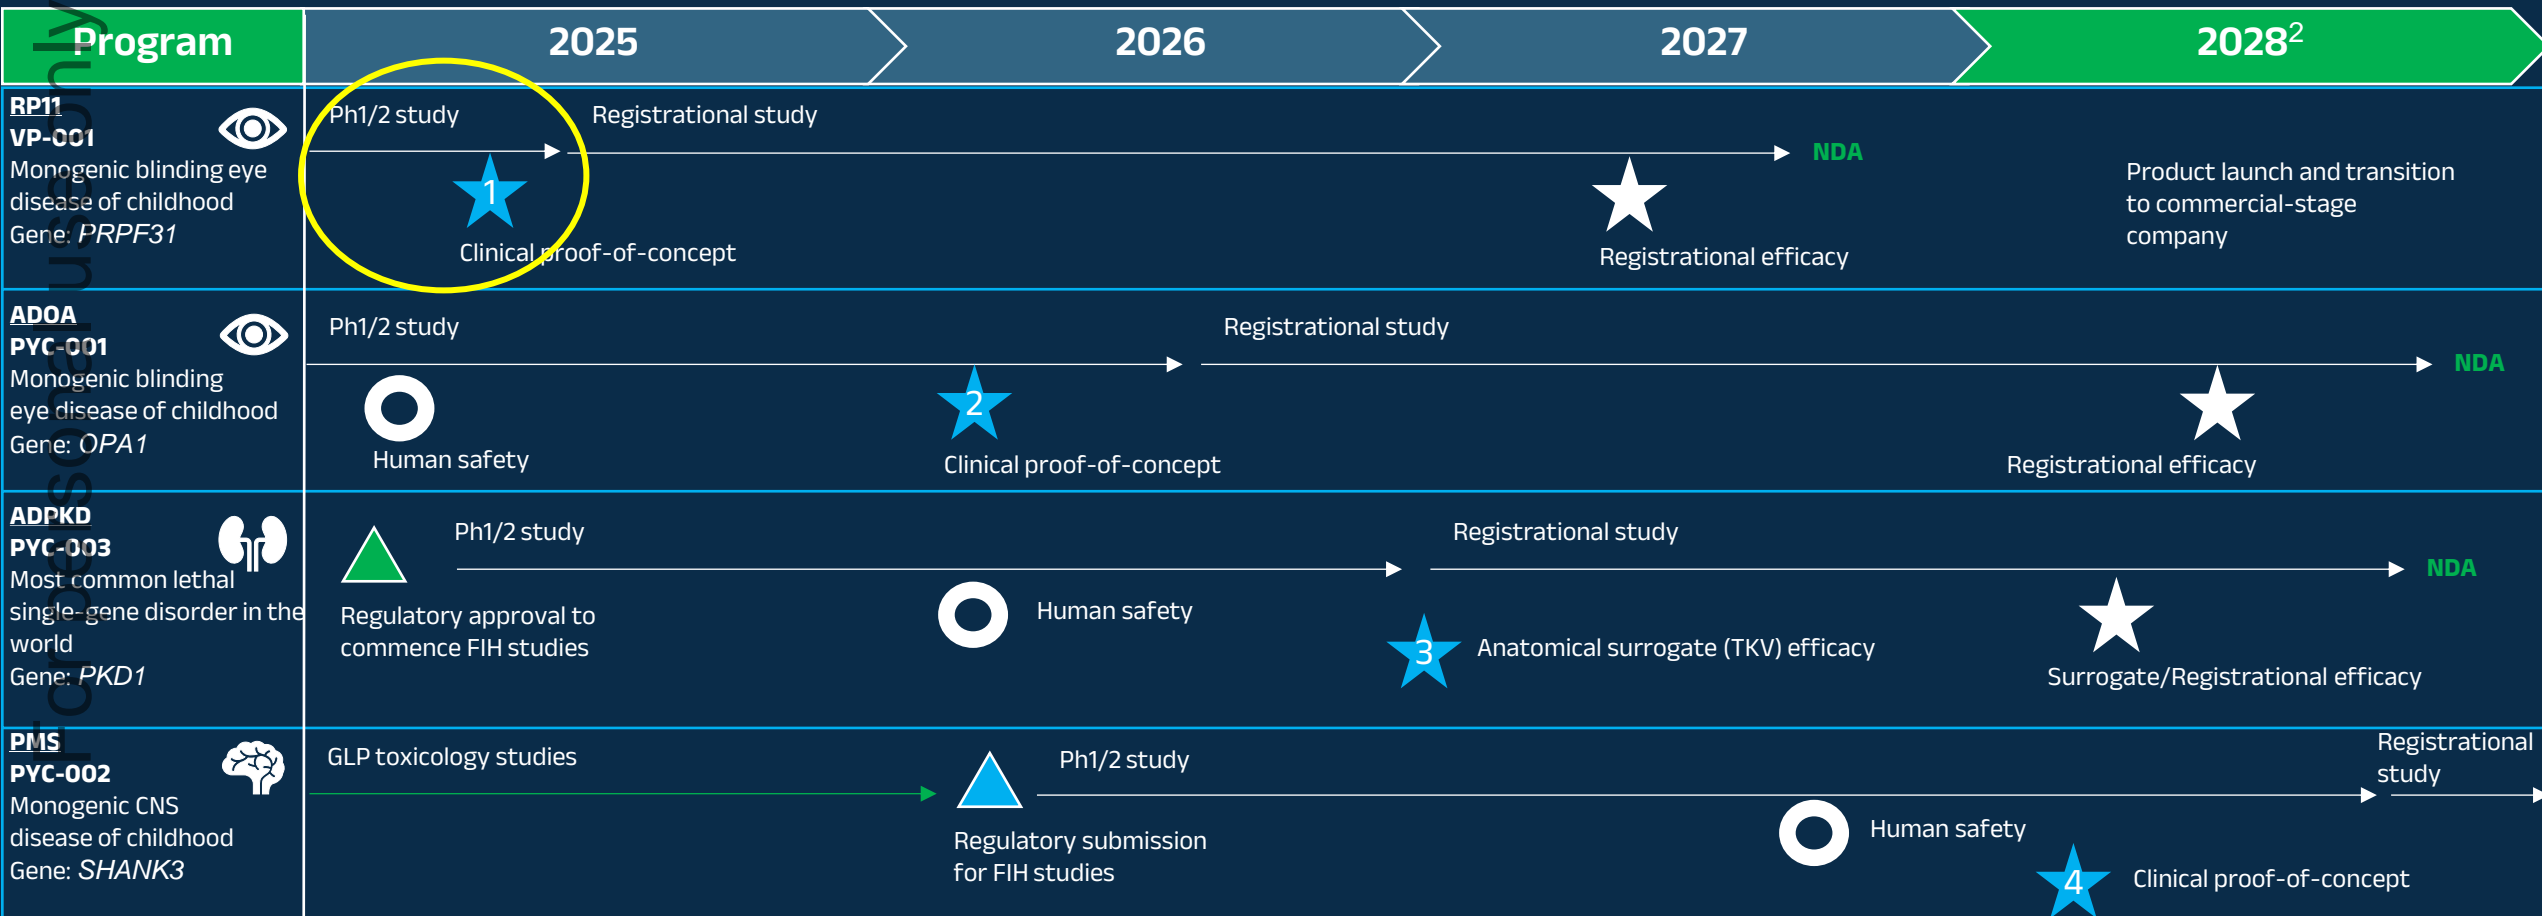 Program 2025 2026 2027 2028²
RP11
VP-001
Monogenic blinding eye
disease of childhood
Gene: PRPF31
Ph1/2 study
Registrational study
NDA
1
Clinical proof-of-concept
Registrational efficacy
Product launch and transition
to commercial-stage
company
ADOA
PYC-001
Monogenic blinding
eye disease of childhood
Gene: OPA1
Ph1/2 study
Registrational study
NDA
Human safety
2
Clinical proof-of-concept
Registrational efficacy
ADPKD
PYC-003
Most common lethal
single-gene disorder in the
world
Gene: PKD1
Ph1/2 study
Registrational study
NDA
Regulatory approval to
commence FIH studies
Human safety
3
Anatomical surrogate (TKV) efficacy
Surrogate/Registrational efficacy
PMS
PYC-002
Monogenic CNS
disease of childhood
Gene: SHANK3
GLP toxicology studies
Regulatory submission
for FIH studies
Ph1/2 study
Human safety
4
Clinical proof-of-concept
Registrational
study
For personal use only